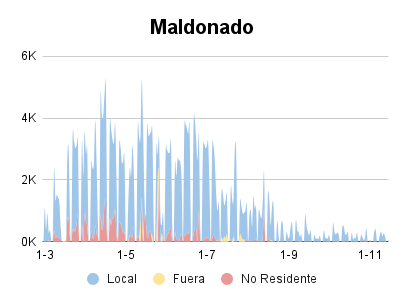 Maldonado
6K
4K
2K
0K
1-3 1-5 1-7 1-9 1-11
Local Fuera No Residente